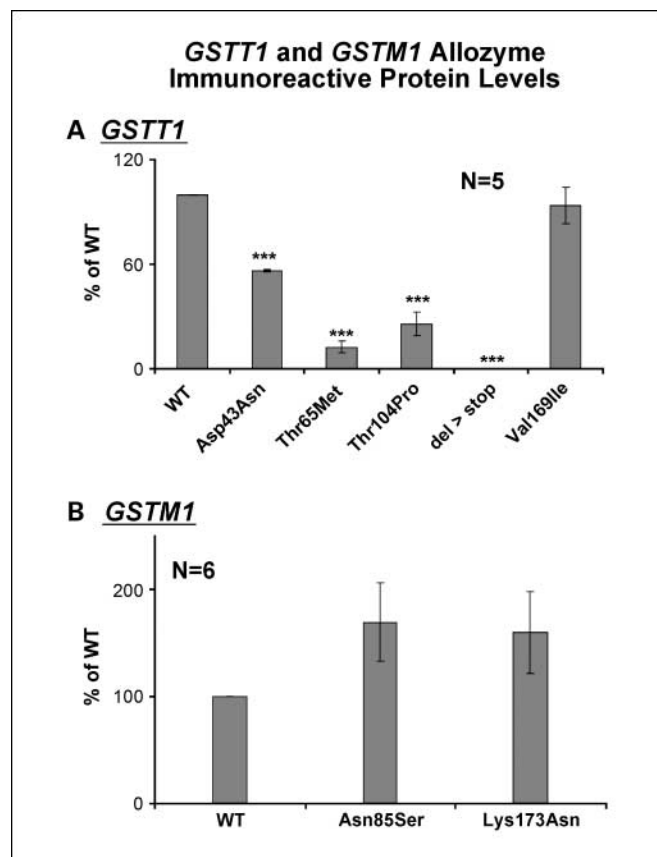 GSTT1 and GSTM1 Allozyme
Immunoreactive Protein Levels
A GSTT1
120
60
0
% of WT
N=5
***
***
***
***
WT
Asp43Asn
Thr65Met
Thr104Pro
del > stop
Val169Ile
B GSTM1
200
100
0
% of WT
N=6
WT
Asn85Ser
Lys173Asn